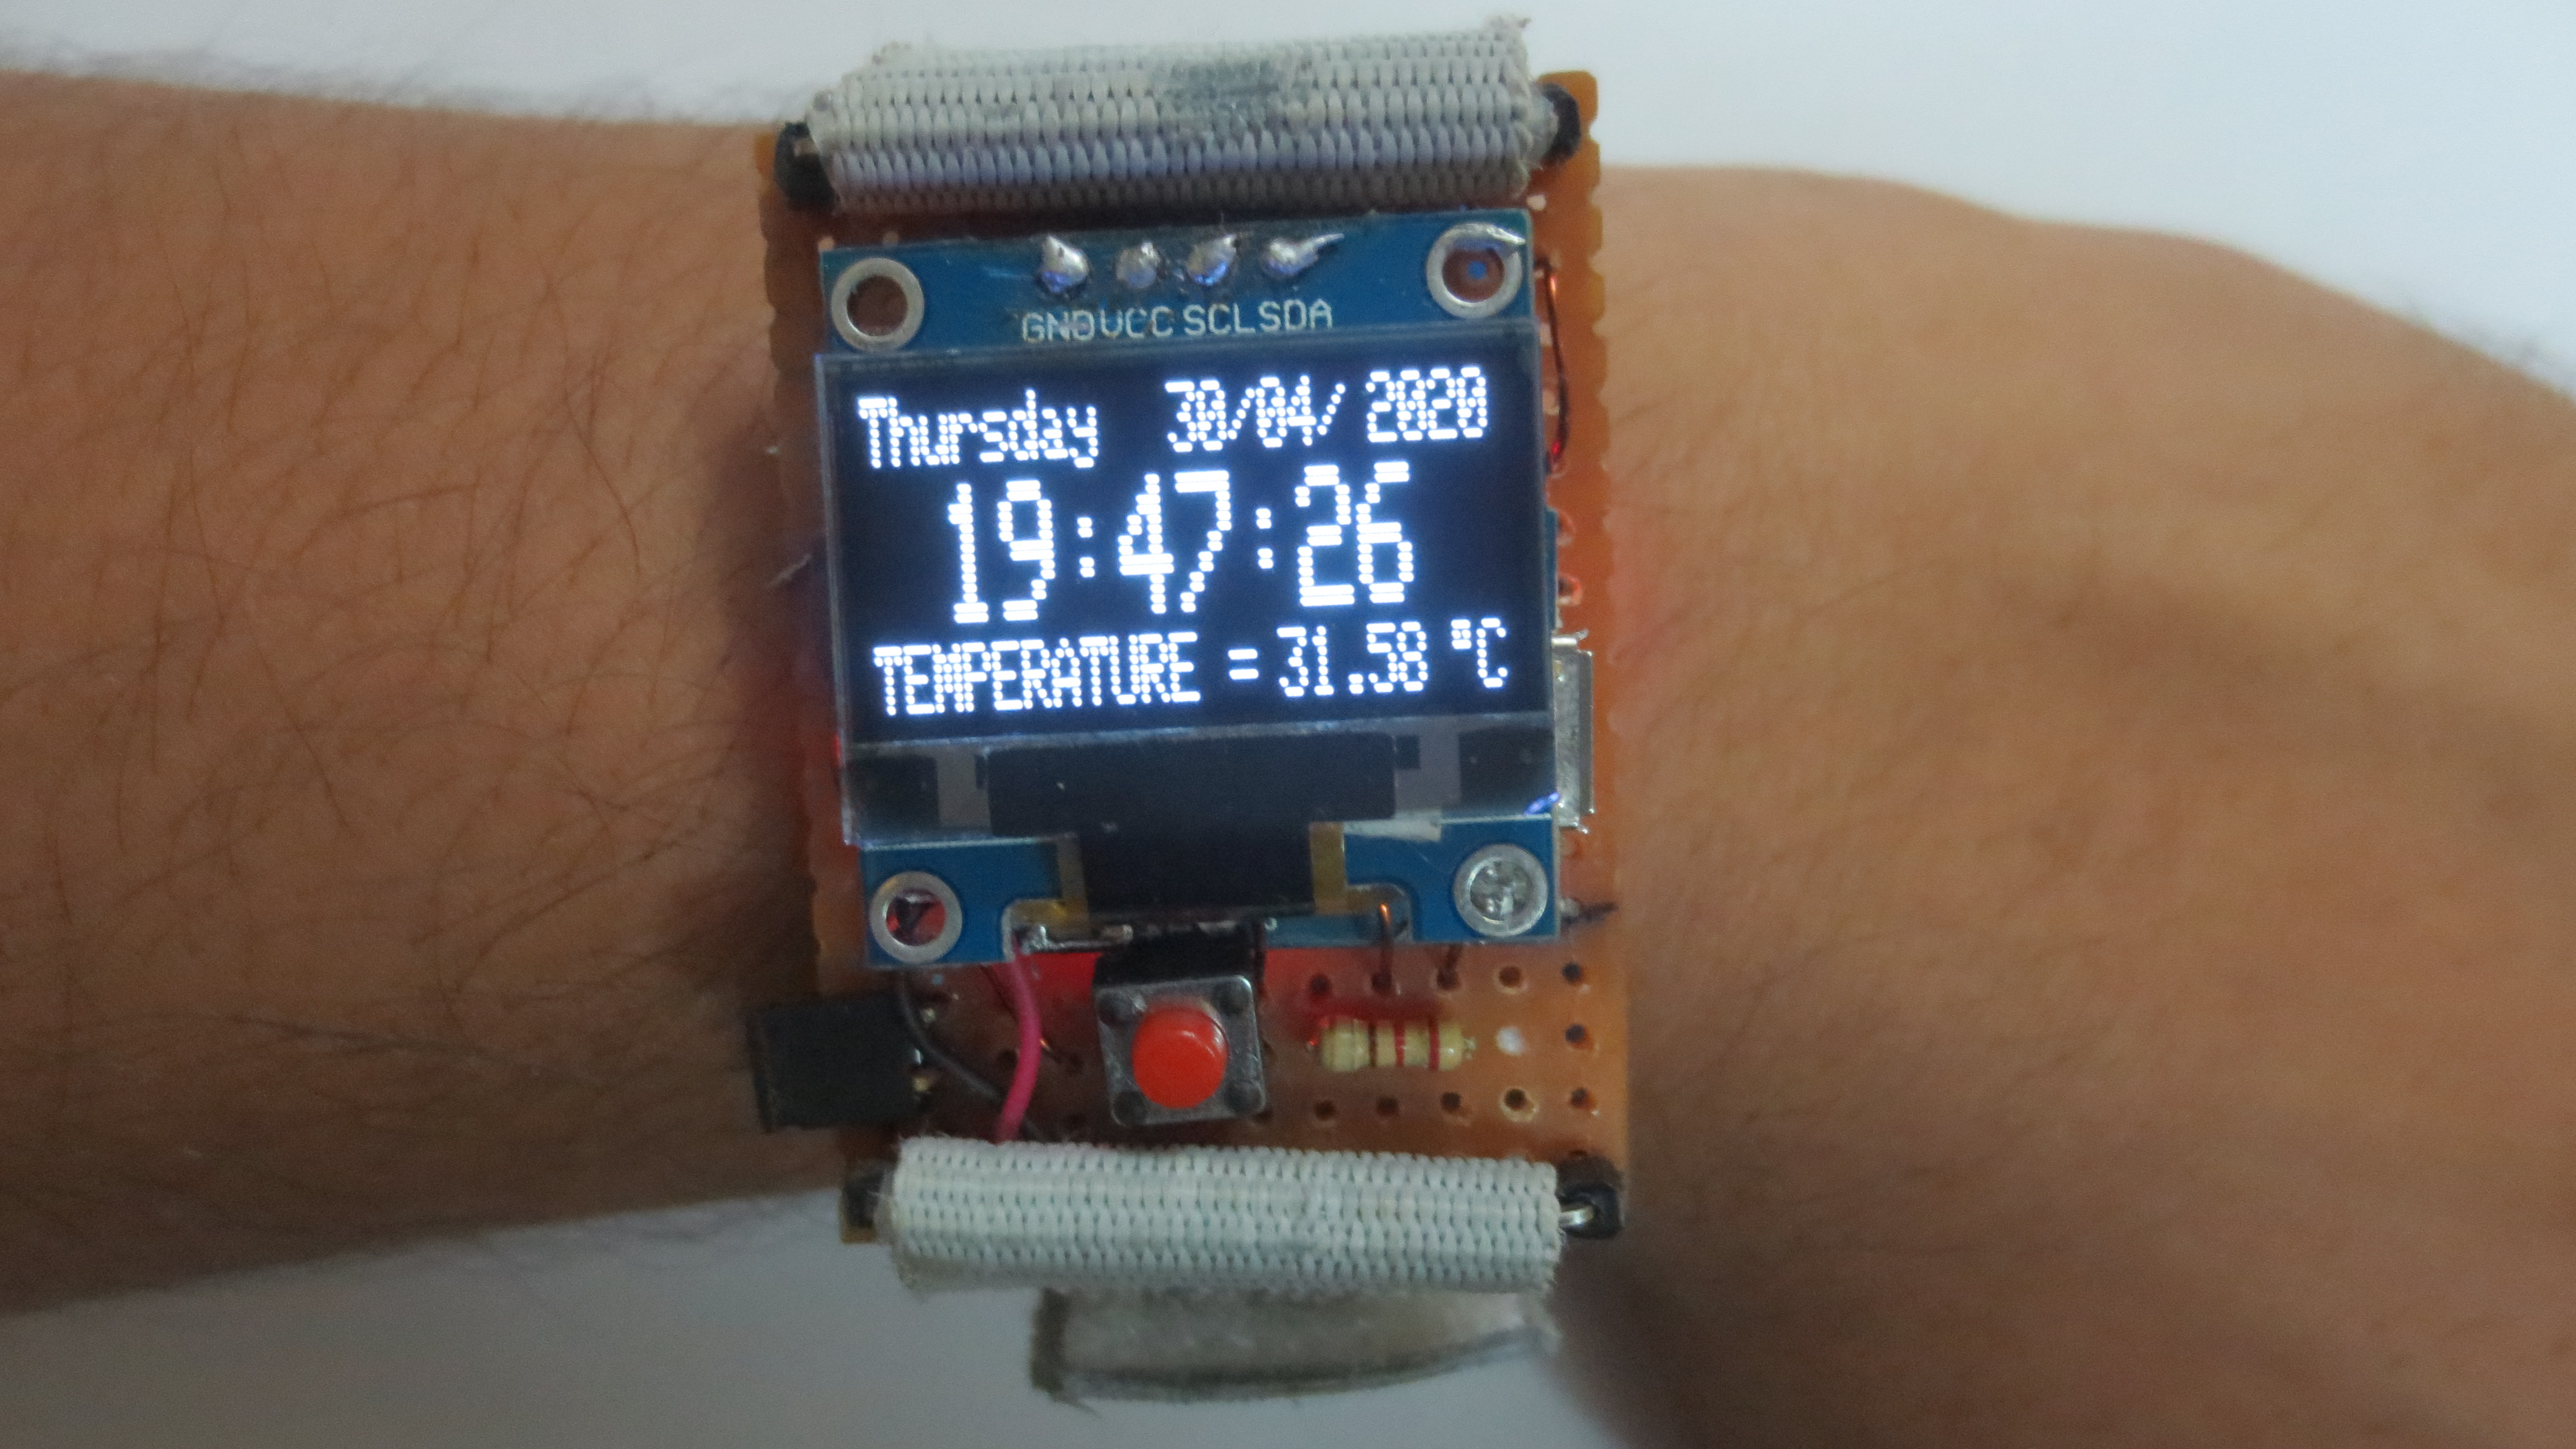 GND VCC SCL SDA
Thursday 30/04/ 2020
19:47:26
TEMPERATURE = 31.58 °C